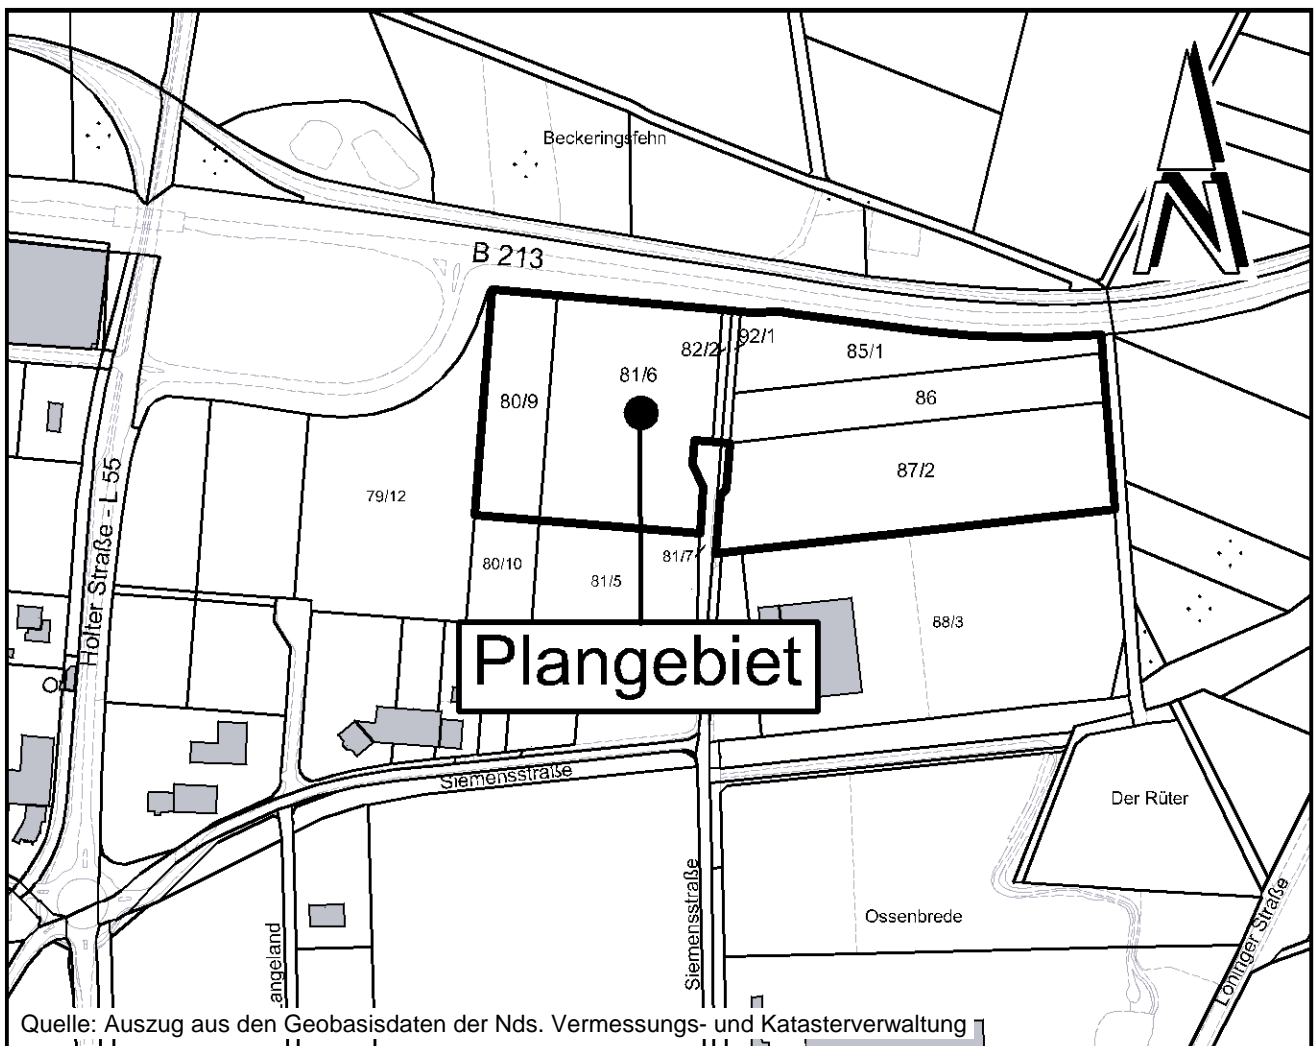 Beckeringsfehn
N
B 213
82/2
92/1
85/1
81/6
80/9
86
87/2
79/12
Holter Straße - L 55
80/10
81/5
81/7
88/3
Plangebiet
Siemensstraße
Der Rüter
Siemensstraße
Ossenbrede
Löninger Straße
Quelle: Auszug aus den Geobasisdaten der Nds. Vermessungs- und Katasterverwaltung